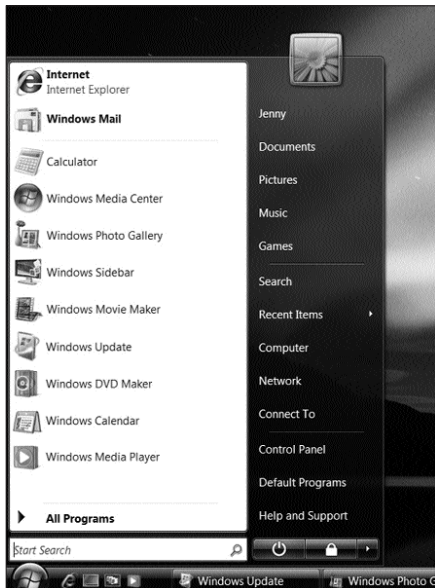 Internet
Internet Explorer
Windows Mail
Calculator
Windows Media Center
Windows Photo Gallery
Windows Sidebar
Windows Movie Maker
Windows Update
Windows DVD Maker
Windows Calendar
Windows Media Player
All Programs
Start Search
Jenny
Documents
Pictures
Music
Games
Search
Recent Items
Computer
Network
Connect To
Control Panel
Default Programs
Help and Support
Windows Update
Windows Photo G